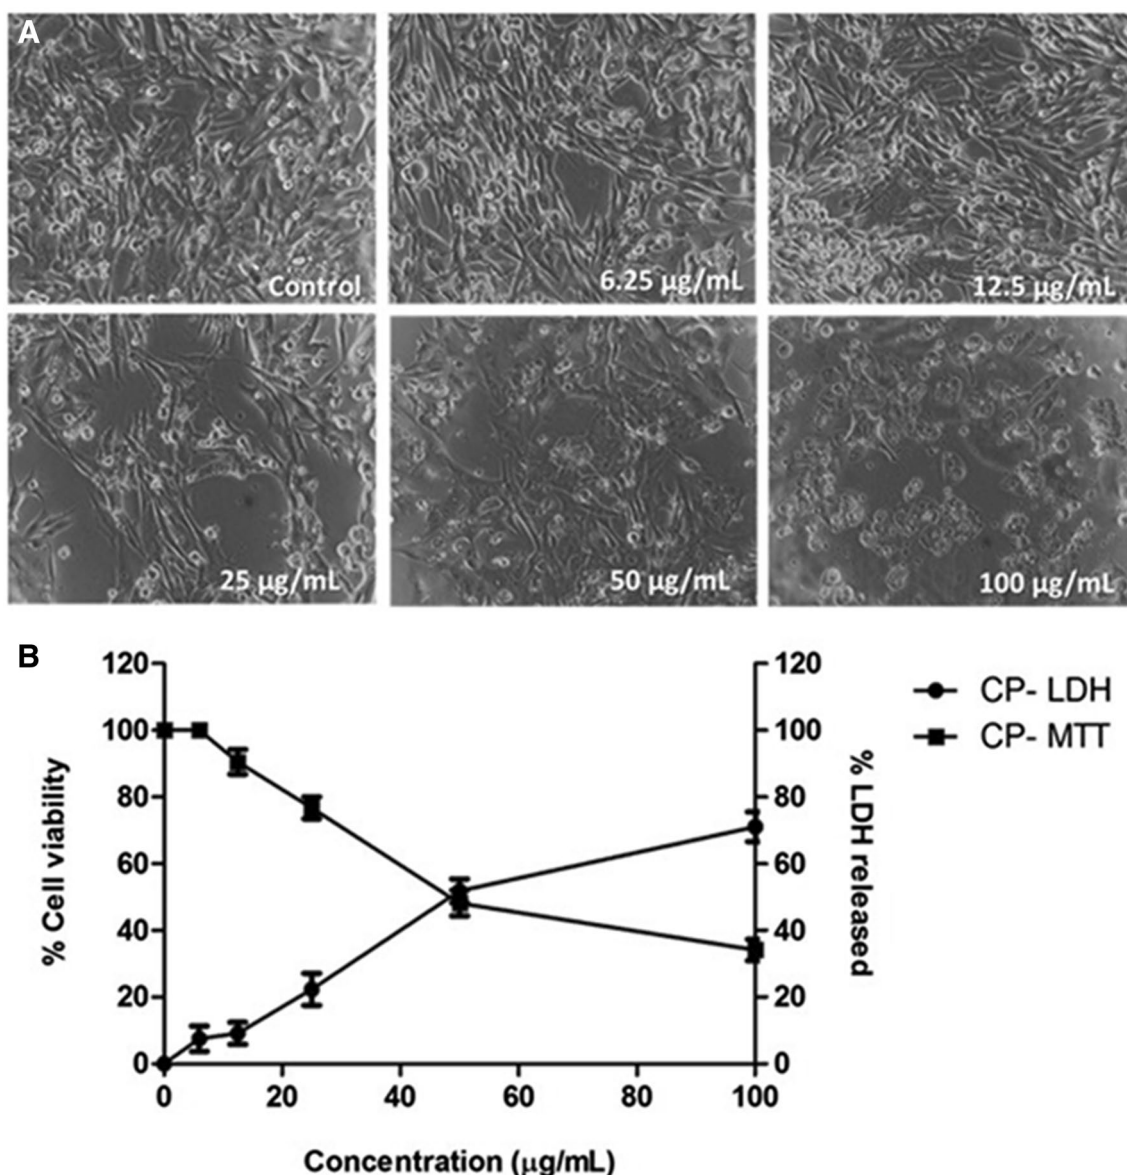 A
Control
6.25 µg/mL
12.5 µg/mL
25 µg/mL
50 µg/mL
100 µg/mL
B
120
100
80
60
40
20
0
% Cell viability
0 20 40 60 80 100
Concentration (µg/mL)
120
100
80
60
40
20
0
% LDH released
CP- LDH
CP- MTT